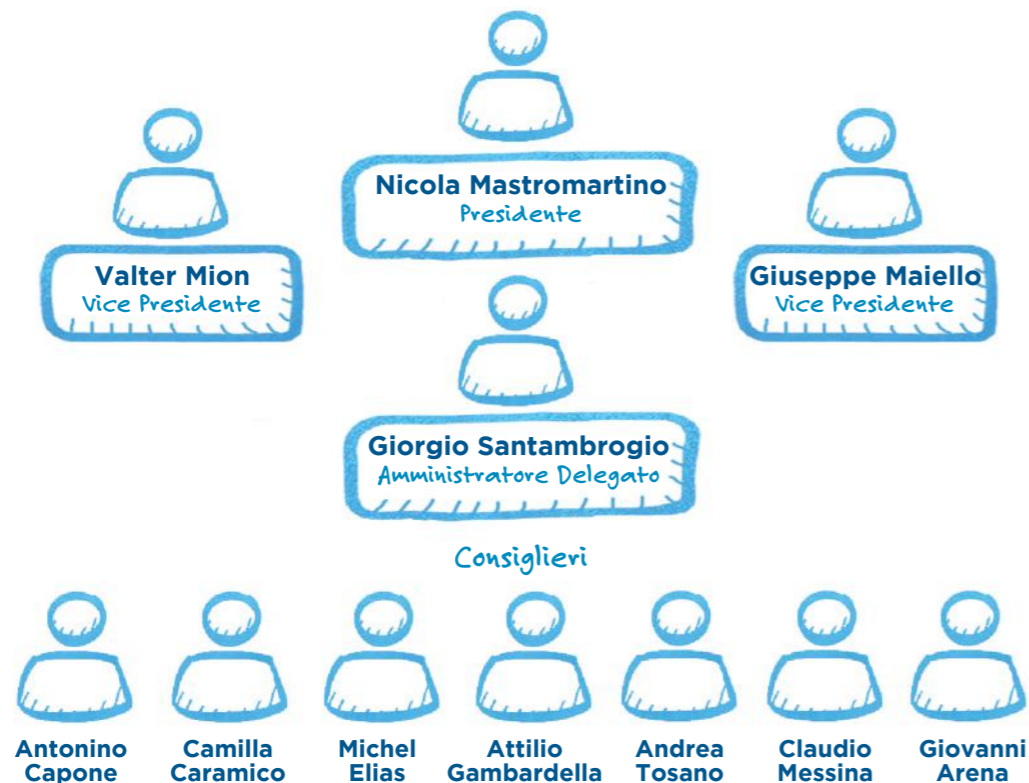 Nicola Mastromartino
Presidente
Valter Mion
Vice Presidente
Giuseppe Maiello
Vice Presidente
Giorgio Santambrogio
Amministratore Delegato
Consiglieri
Antonino
Capone
Camilla
Caramico
Michel
Elias
Attilio
Gambardella
Andrea
Tosano
Claudio
Messina
Giovanni
Arena